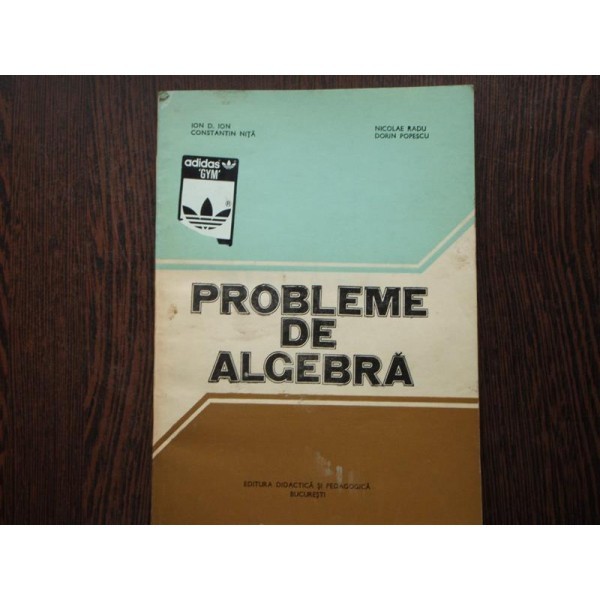 ION D. ION
CONSTANTIN NIȚĂ
NICOLAE RADU
DORIN POPESCU
adidas
'GYM'
®
PROBLEME
DE
ALGEBRĂ
EDITURA DIDACTICĂ ȘI PEDAGOGICĂ
BUCUREȘTI